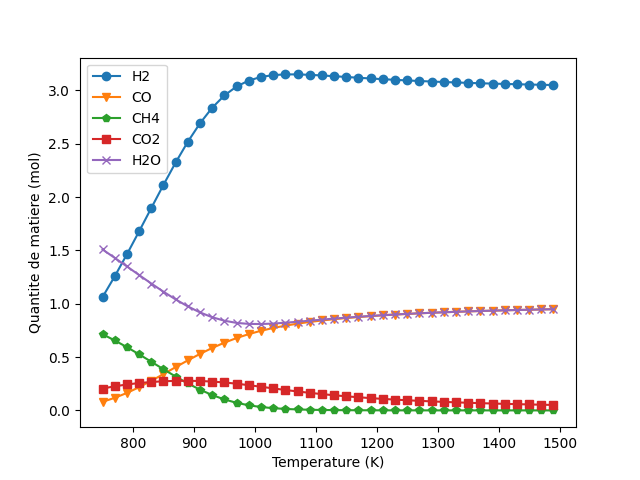 H2
CO
CH4
CO2
H2O
3.0
2.5
2.0
1.5
1.0
0.5
0.0
Quantite de matiere (mol)
800 900 1000 1100 1200 1300 1400 1500
Temperature (K)